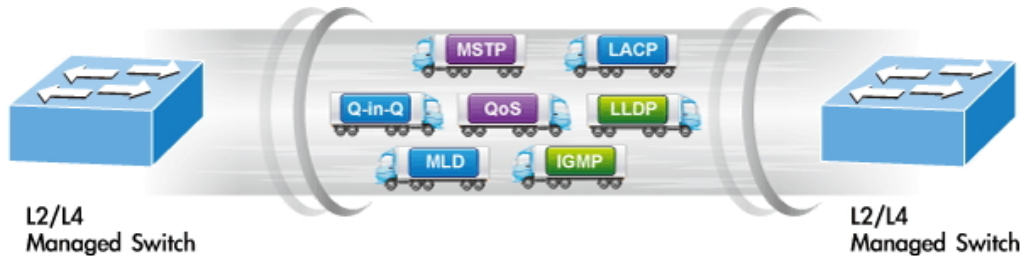 MSTP
LACP
Q-in-Q
QoS
LLDP
MLD
IGMP
L2/L4
Managed Switch
L2/L4
Managed Switch